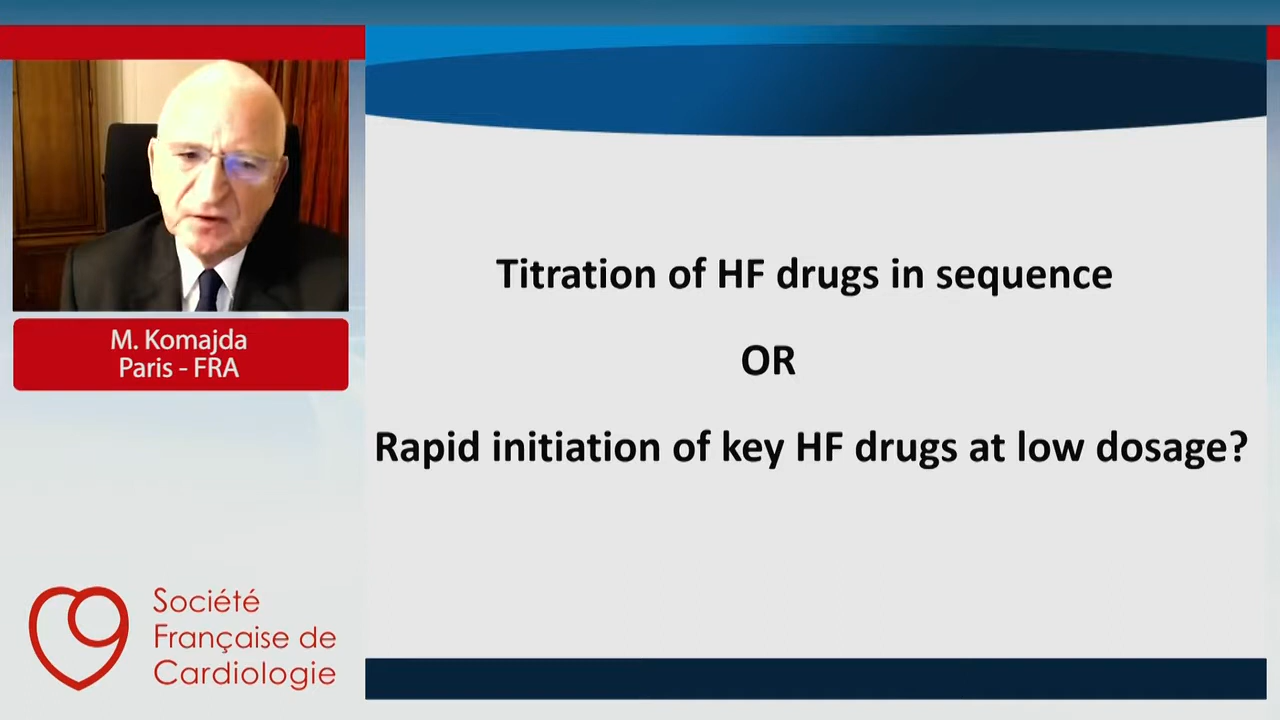 M. Komajda
Paris - FRA
Titration of HF drugs in sequence
OR
Rapid initiation of key HF drugs at low dosage?
Société
Française de
Cardiologie